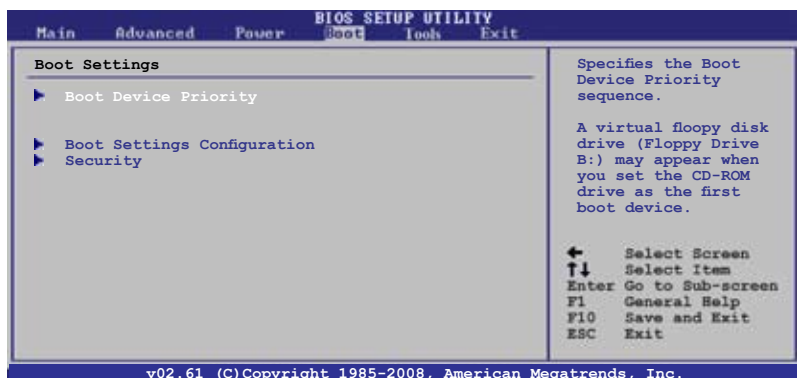 BIOS SETUP UTILITY
Main Advanced Power Boot Tools Exit
Boot Settings
Boot Device Priority
Boot Settings Configuration
Security
Specifies the Boot
Device Priority
sequence.
A virtual floopy disk
drive (Floppy Drive
B:) may appear when
you set the CD-ROM
drive as the first
boot device.
← Select Screen
↑↓ Select Item
Enter Go to Sub-screen
F1 General Help
F10 Save and Exit
ESC Exit
v02.61 (C)Copyright 1985-2008, American Megatrends, Inc.